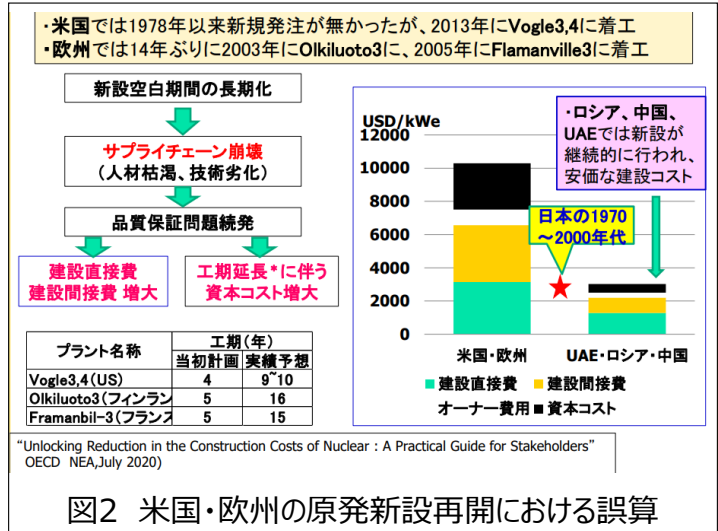 ・米国では1978年以来新規発注が無かったが、2013年にVogle3,4に着工
・欧州では14年ぶりに2003年にOlkiluoto3に、2005年にFlamanville3に着工
新設空白期間の長期化
サプライチェーン崩壊
(人材枯渇、技術劣化)
品質保証問題続発
建設直接費
建設間接費 増大
工期延長*に伴う
資本コスト増大
プラント名称
工期(年)
当初計画 実績予想
Vogle3,4(US) 4 9~10
Olkiluoto3(フィンラン 5 16
Framanbil-3(フランス 5 15
USD/kWe
12000
10000
8000
6000
4000
2000
0
・ロシア、中国、
UAEでは新設が
継続的に行われ、
安価な建設コスト
日本の1970
～2000年代
米国・欧州
UAE・ロシア・中国
建設直接費 建設間接費
オーナー費用 資本コスト
"Unlocking Reduction in the Construction Costs of Nuclear : A Practical Guide for Stakeholders"
OECD NEA,July 2020)
図2 米国・欧州の原発新設再開における誤算